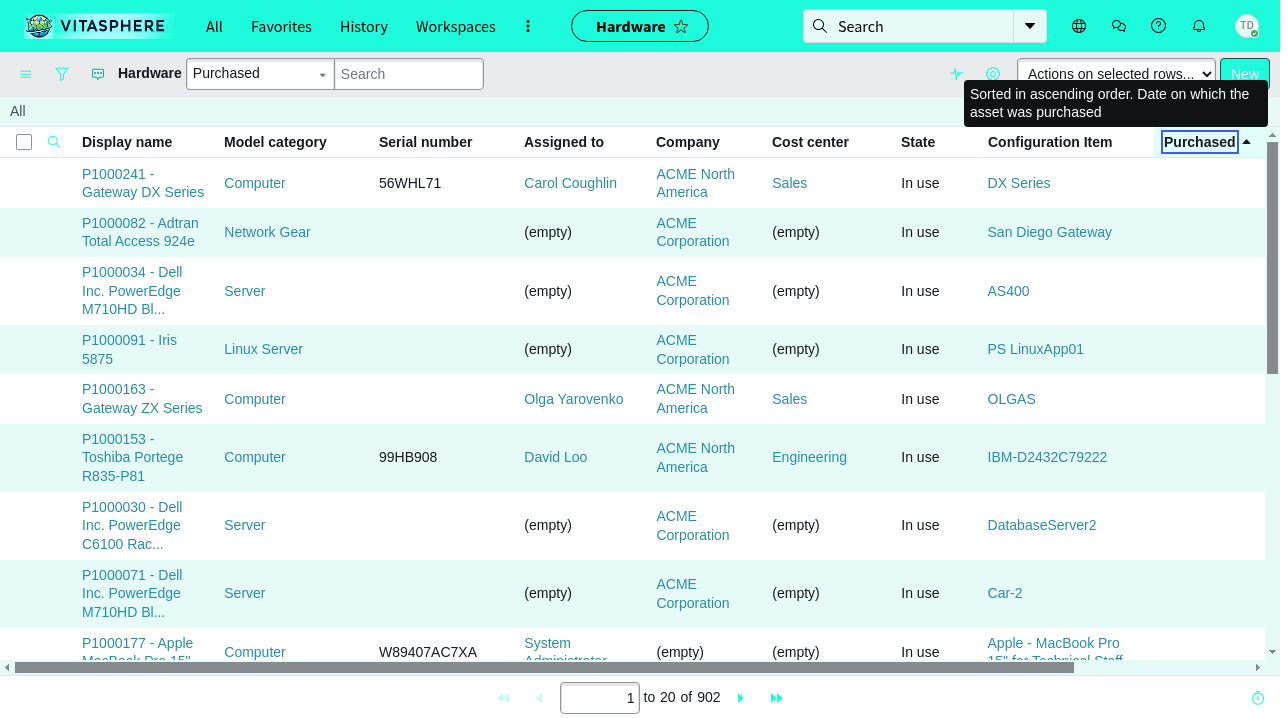 VITASPHERE All Favorites History Workspaces Hardware Search TD
Hardware Purchased Search Actions on selected rows... New
Sorted in ascending order. Date on which the
asset was purchased
All
Display name Model category Serial number Assigned to Company Cost center State Configuration Item Purchased
P1000241 - Gateway DX Series Computer 56WHL71 Carol Coughlin ACME North America Sales In use DX Series
P1000082 - Adtran Total Access 924e Network Gear (empty) ACME Corporation (empty) In use San Diego Gateway
P1000034 - Dell Inc. PowerEdge M710HD Bl... Server (empty) ACME Corporation (empty) In use AS400
P1000091 - Iris 5875 Linux Server (empty) ACME Corporation (empty) In use PS LinuxApp01
P1000163 - Gateway ZX Series Computer Olga Yarovenko ACME North America Sales In use OLGAS
P1000153 - Toshiba Portege R835-P81 Computer 99HB908 David Loo ACME North America Engineering In use IBM-D2432C79222
P1000030 - Dell Inc. PowerEdge C6100 Rac... Server (empty) ACME Corporation (empty) In use DatabaseServer2
P1000071 - Dell Inc. PowerEdge M710HD Bl... Server (empty) ACME Corporation (empty) In use Car-2
P1000177 - Apple MacBook Pro 15" Computer W89407AC7XA System Administrator (empty) (empty) In use Apple - MacBook Pro 15" for Technical Staff
1 to 20 of 902